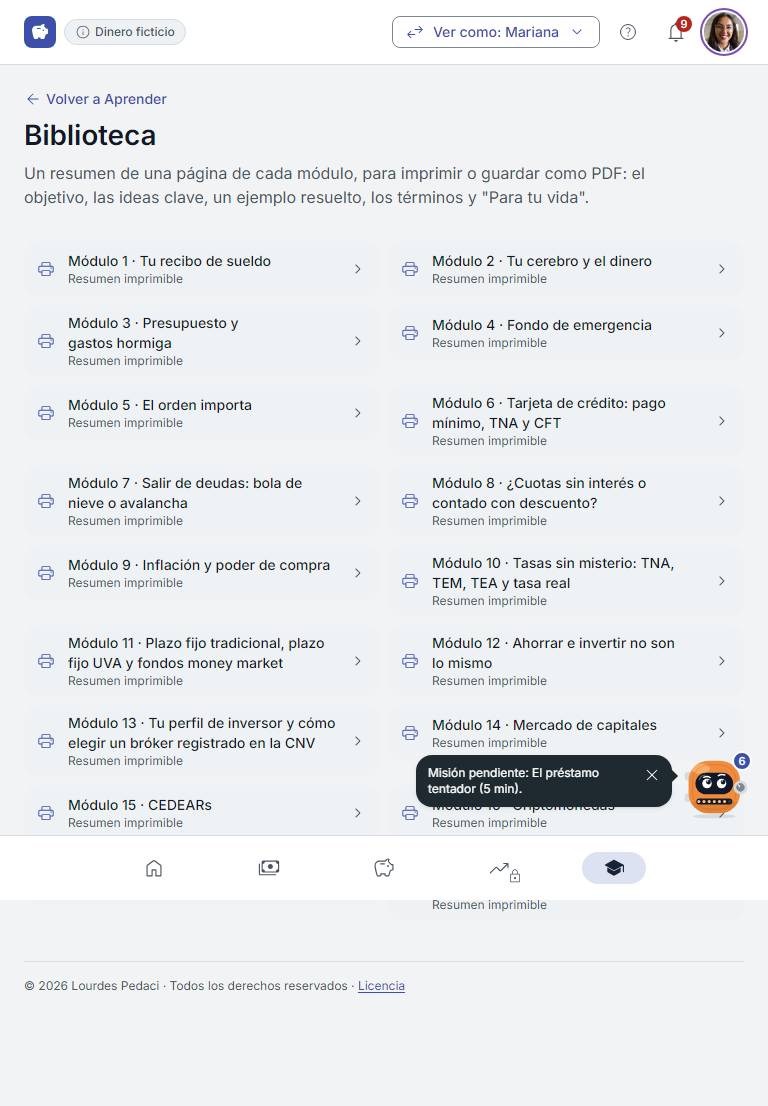 Dinero ficticio
Ver como: Mariana
9
Volver a Aprender
Biblioteca
Un resumen de una página de cada módulo, para imprimir o guardar como PDF: el
objetivo, las ideas clave, un ejemplo resuelto, los términos y "Para tu vida".
Módulo 1 · Tu recibo de sueldo
Resumen imprimible
Módulo 2 · Tu cerebro y el dinero
Resumen imprimible
Módulo 3 · Presupuesto y
gastos hormiga
Resumen imprimible
Módulo 4 · Fondo de emergencia
Resumen imprimible
Módulo 5 · El orden importa
Resumen imprimible
Módulo 6 · Tarjeta de crédito: pago
mínimo, TNA y CFT
Resumen imprimible
Módulo 7 · Salir de deudas: bola de
nieve o avalancha
Resumen imprimible
Módulo 8 · ¿Cuotas sin interés o
contado con descuento?
Resumen imprimible
Módulo 9 · Inflación y poder de compra
Resumen imprimible
Módulo 10 · Tasas sin misterio: TNA,
TEM, TEA y tasa real
Resumen imprimible
Módulo 11 · Plazo fijo tradicional, plazo
fijo UVA y fondos money market
Resumen imprimible
Módulo 12 · Ahorrar e invertir no son
lo mismo
Resumen imprimible
Módulo 13 · Tu perfil de inversor y cómo
elegir un bróker registrado en la CNV
Resumen imprimible
Módulo 14 · Mercado de capitales
Resumen imprimible
Misión pendiente: El préstamo
tentador (5 min).
6
Módulo 15 · CEDEARs
Resumen imprimible
Resumen imprimible
Resumen imprimible
© 2026 Lourdes Pedaci · Todos los derechos reservados · Licencia